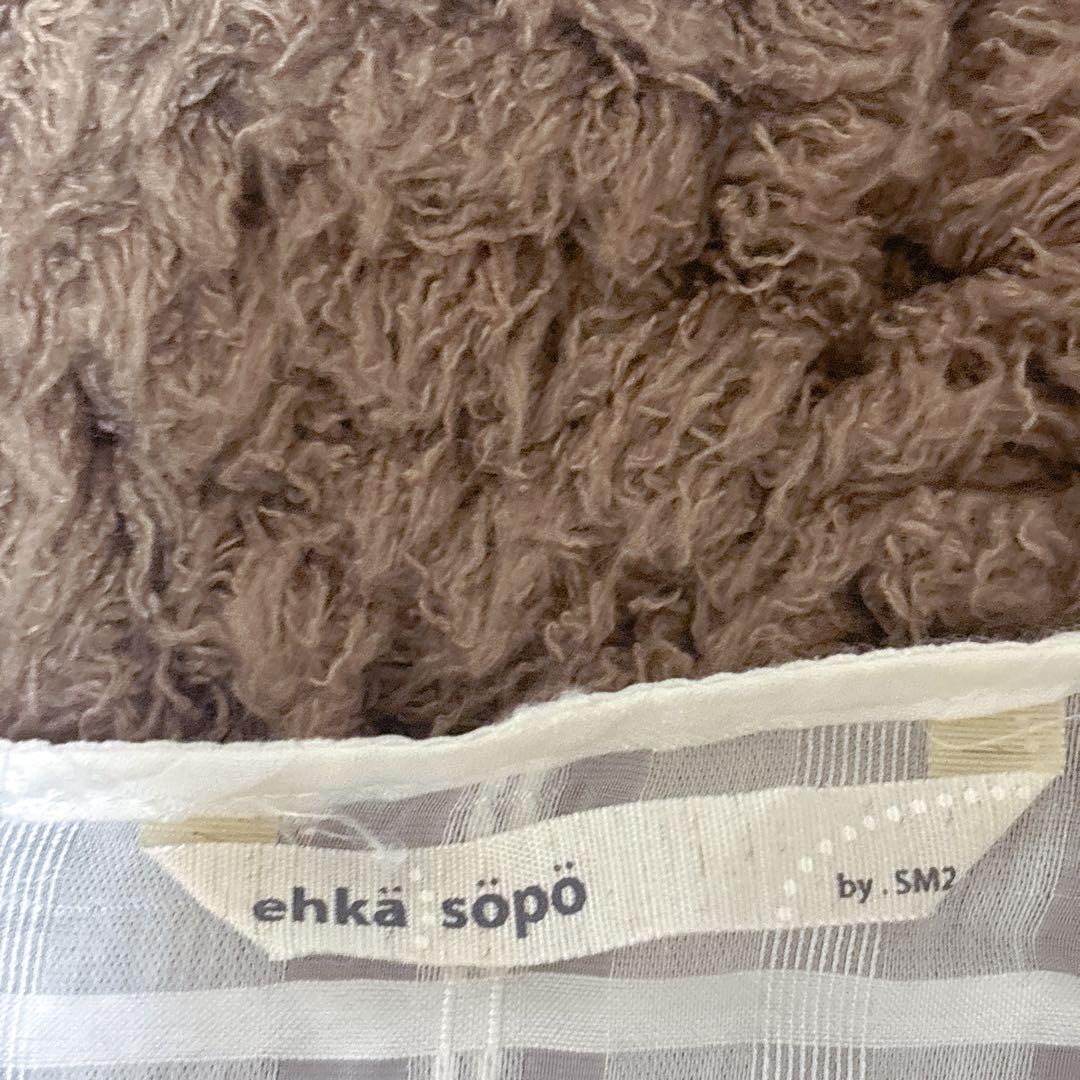 ehkä söpö
by . SM2